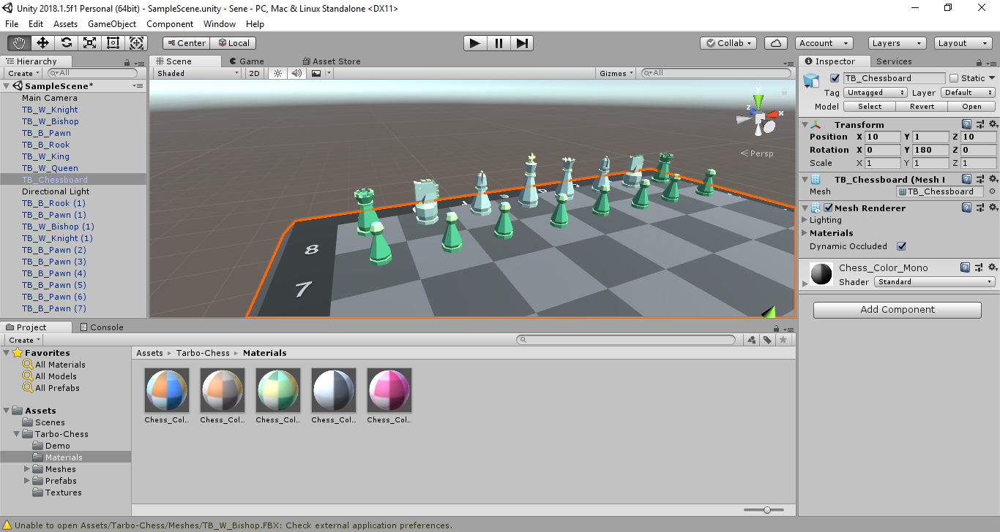 Unity 2018.1.5f1 Personal (64bit) - SampleScene.unity - Sene - PC, Mac & Linux Standalone <DX11>
File Edit Assets GameObject Component Window Help
Center Local Collab Account Layers Layout
Hierarchy
Create All
SampleScene*
Main Camera
TB_W_Knight
TB_W_Bishop
TB_B_Pawn
TB_B_Rook
TB_W_King
TB_W_Queen
TB_Chessboard
Directional Light
TB_B_Rook (1)
TB_B_Pawn (1)
TB_W_Bishop (1)
TB_W_Knight (1)
TB_B_Pawn (2)
TB_B_Pawn (3)
TB_B_Pawn (4)
TB_B_Pawn (5)
TB_B_Pawn (6)
TB_B_Pawn (7)
Scene Game Asset Store
Shaded 2D Gizmos All
y
z x
Persp
8
7
Inspector Services
TB_Chessboard Static
Tag Untagged Layer Default
Model Select Revert Open
Transform
Position X 10 Y 1 Z 10
Rotation X 0 Y 180 Z 0
Scale X 1 Y 1 Z 1
TB_Chessboard (Mesh I
Mesh TB_Chessboard
Mesh Renderer
Lighting
Materials
Dynamic Occluded
Chess_Color_Mono
Shader Standard
Add Component
Project Console
Create
Favorites
All Materials
All Models
All Prefabs
Assets
Scenes
Tarbo-Chess
Demo
Materials
Meshes
Prefabs
Textures
Assets Tarbo-Chess Materials
Chess_Col... Chess_Col... Chess_Col... Chess_Col... Chess_Col...
Unable to open Assets/Tarbo-Chess/Meshes/TB_W_Bishop.FBX: Check external application preferences.